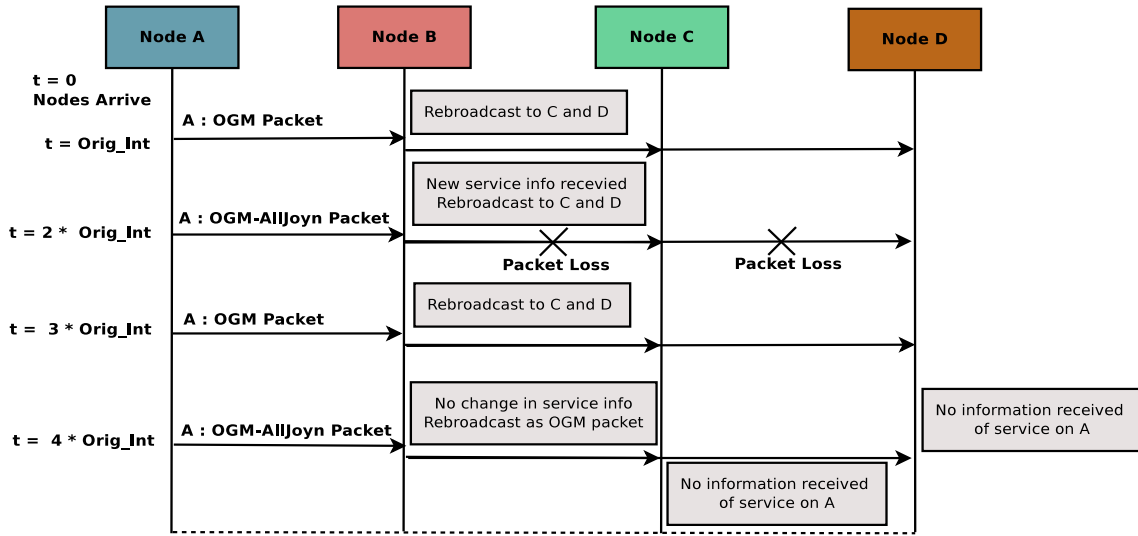 Node A
Node B
Node C
Node D
t = 0
Nodes Arrive
A : OGM Packet
Rebroadcast to C and D
t = Orig_Int
New service info recevied
Rebroadcast to C and D
A : OGM-AllJoyn Packet
t = 2 * Orig_Int
Packet Loss
Packet Loss
Rebroadcast to C and D
A : OGM Packet
t = 3 * Orig_Int
No change in service info
Rebroadcast as OGM packet
No information received
of service on A
A : OGM-AllJoyn Packet
t = 4 * Orig_Int
No information received
of service on A